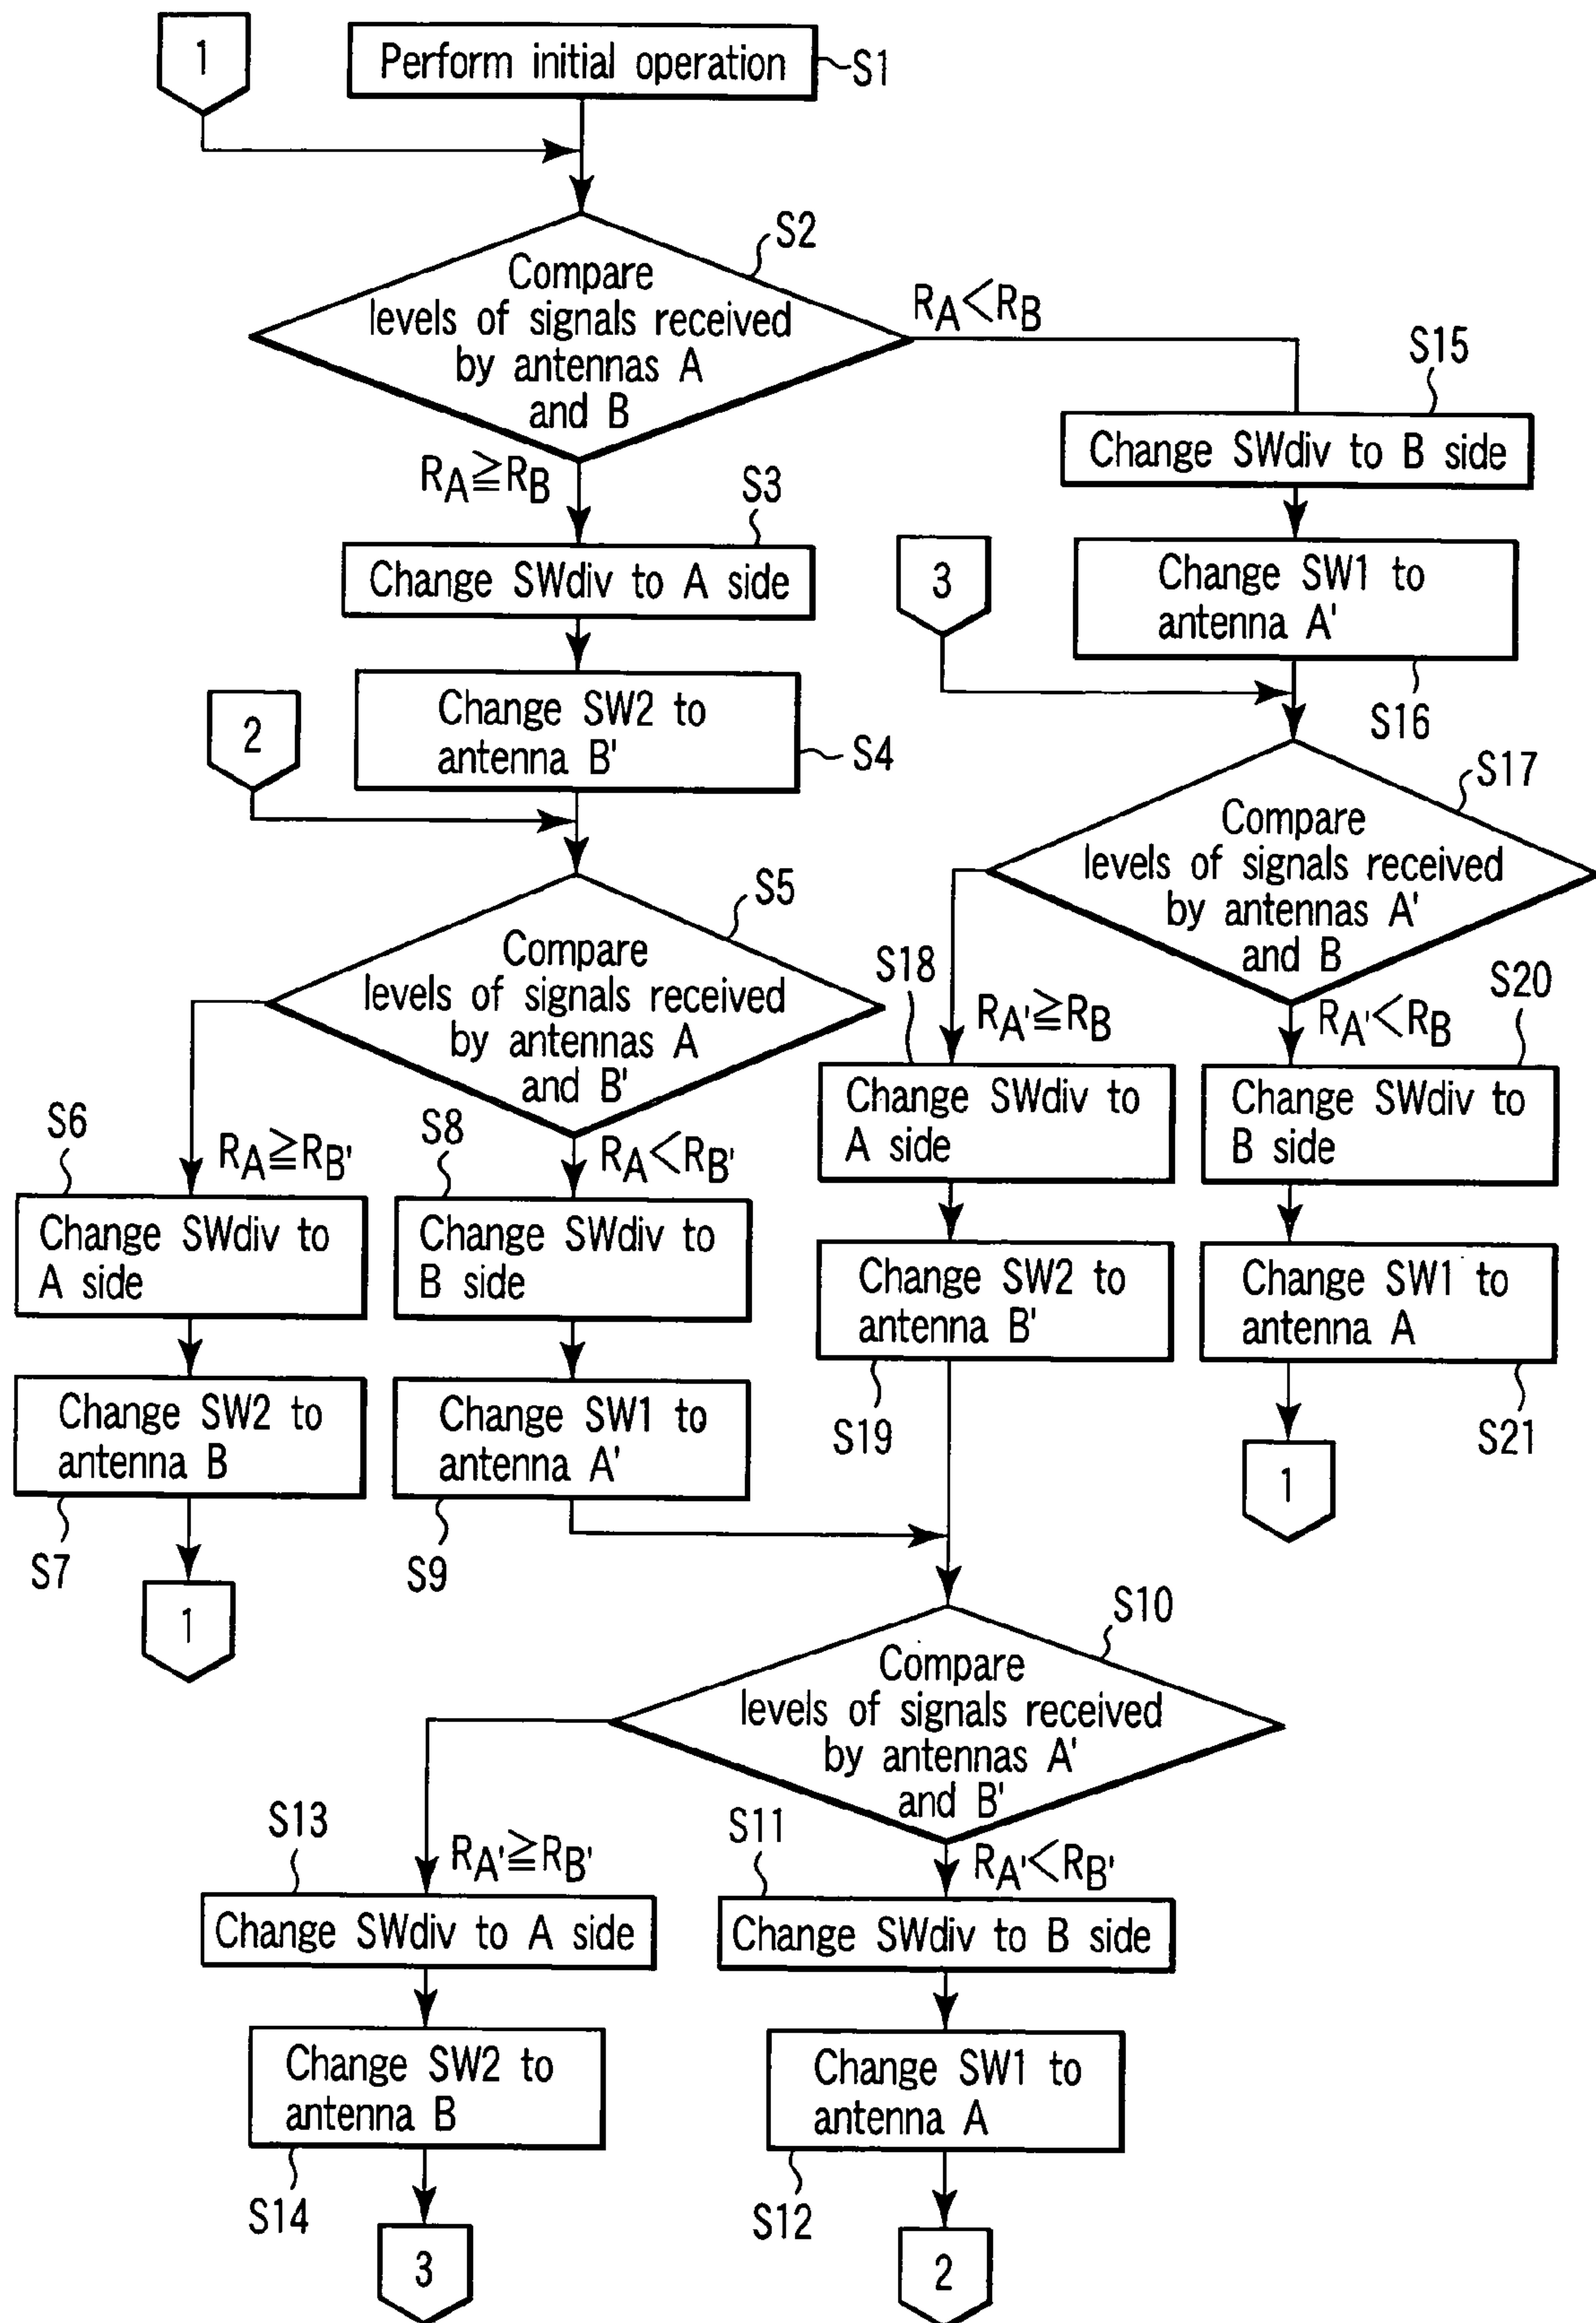 1
Perform initial operation
S1
S2
Compare
levels of signals received
by antennas A
and B
RA<RB
RA≧RB
S15
Change SWdiv to B side
S3
Change SWdiv to A side
3
Change SW1 to
antenna A'
S16
2
Change SW2 to
antenna B'
S4
S17
Compare
levels of signals received
by antennas A'
and B
S5
Compare
levels of signals received
by antennas A
and B'
S18
RA'≧RB
RA'<RB
S20
Change SWdiv to
A side
Change SWdiv to
B side
S6
RA≧RB'
S8
RA<RB'
Change SWdiv to
A side
Change SWdiv to
B side
Change SW2 to
antenna B'
S19
Change SW1 to
antenna A
S21
1
Change SW2 to
antenna B
S7
1
Change SW1 to
antenna A'
S9
S10
Compare
levels of signals received
by antennas A'
and B'
S13
RA'≧RB'
S11
RA'<RB'
Change SWdiv to A side
Change SWdiv to B side
Change SW2 to
antenna B
S14
3
Change SW1 to
antenna A
S12
2